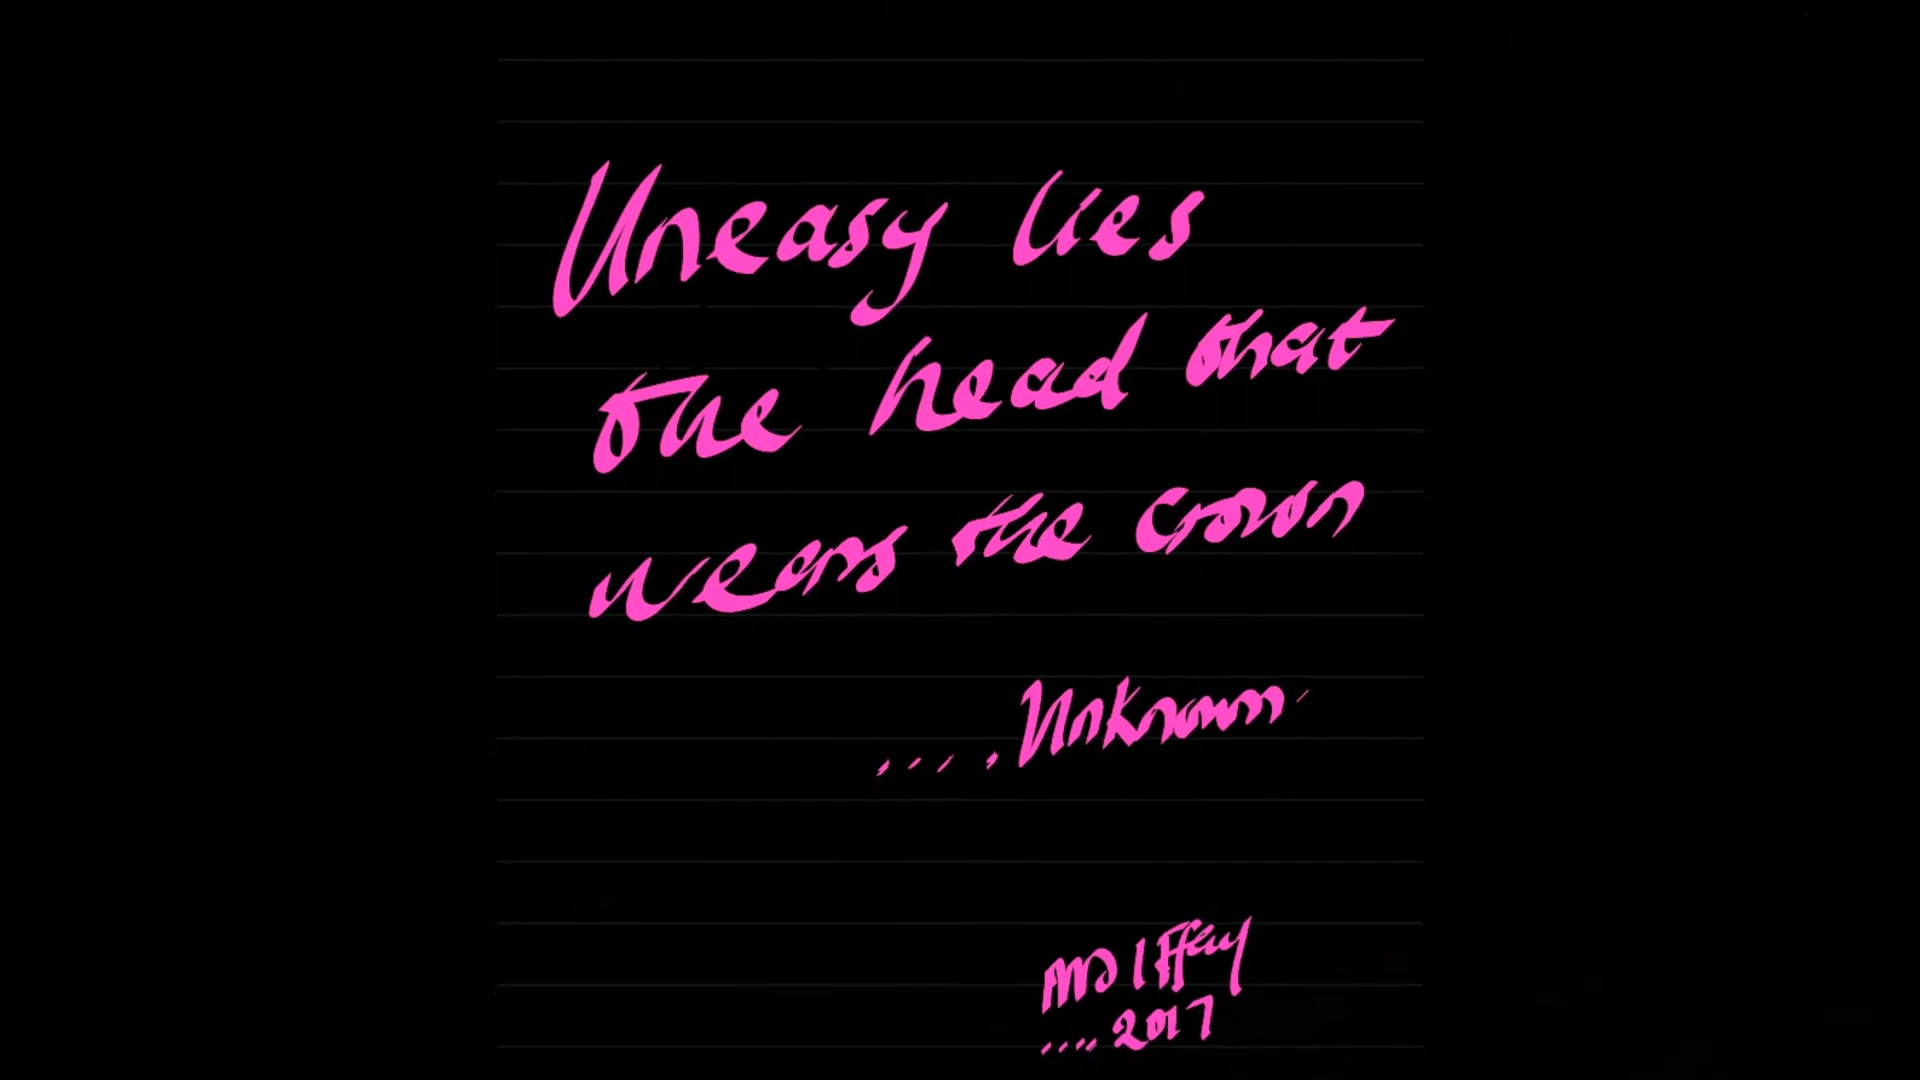 Uneasy lies
the head that
wears the Crown
....Unknown
....2017